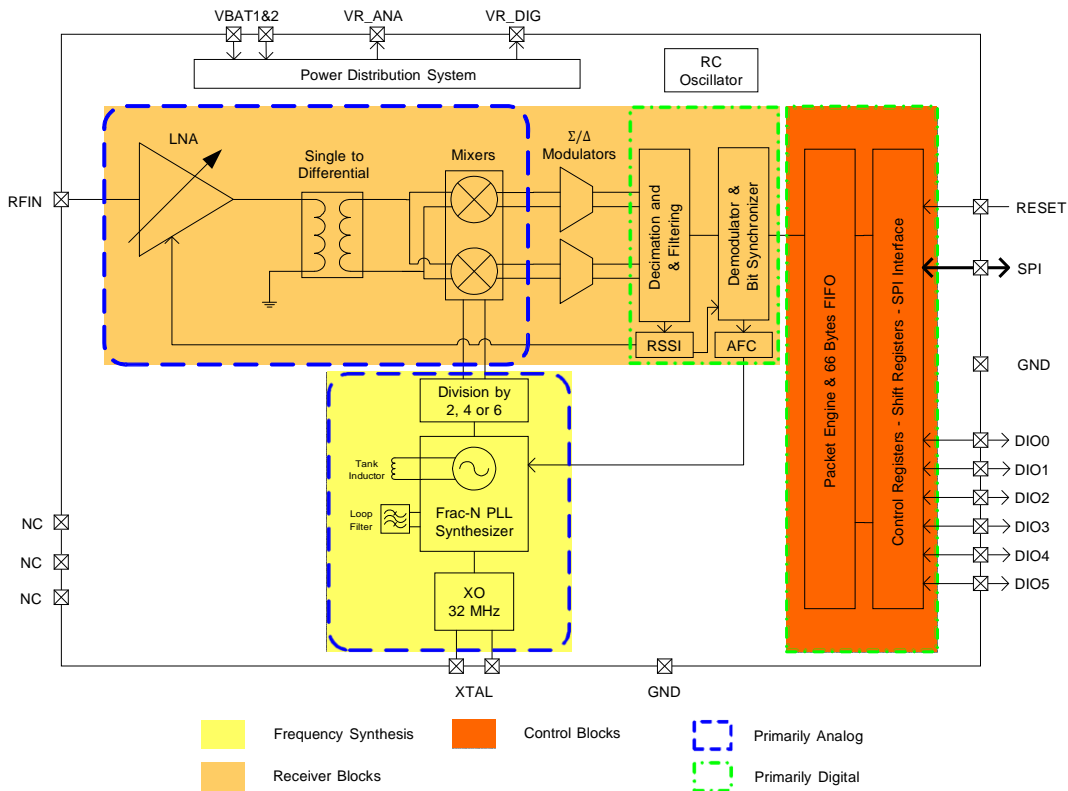 VBAT1&2
VR_ANA
VR_DIG
Power Distribution System
RC
Oscillator
LNA
Single to
Differential
Mixers
Σ/Δ
Modulators
RFIN
Decimation and
& Filtering
Demodulator &
Bit Synchronizer
RSSI
AFC
Packet Engine & 66 Bytes FIFO
Control Registers - Shift Registers - SPI Interface
RESET
SPI
GND
Division by
2, 4 or 6
Tank
Inductor
Loop
Filter
Frac-N PLL
Synthesizer
XO
32 MHz
NC
NC
NC
DIO0
DIO1
DIO2
DIO3
DIO4
DIO5
XTAL
GND
Frequency Synthesis
Control Blocks
Primarily Analog
Receiver Blocks
Primarily Digital